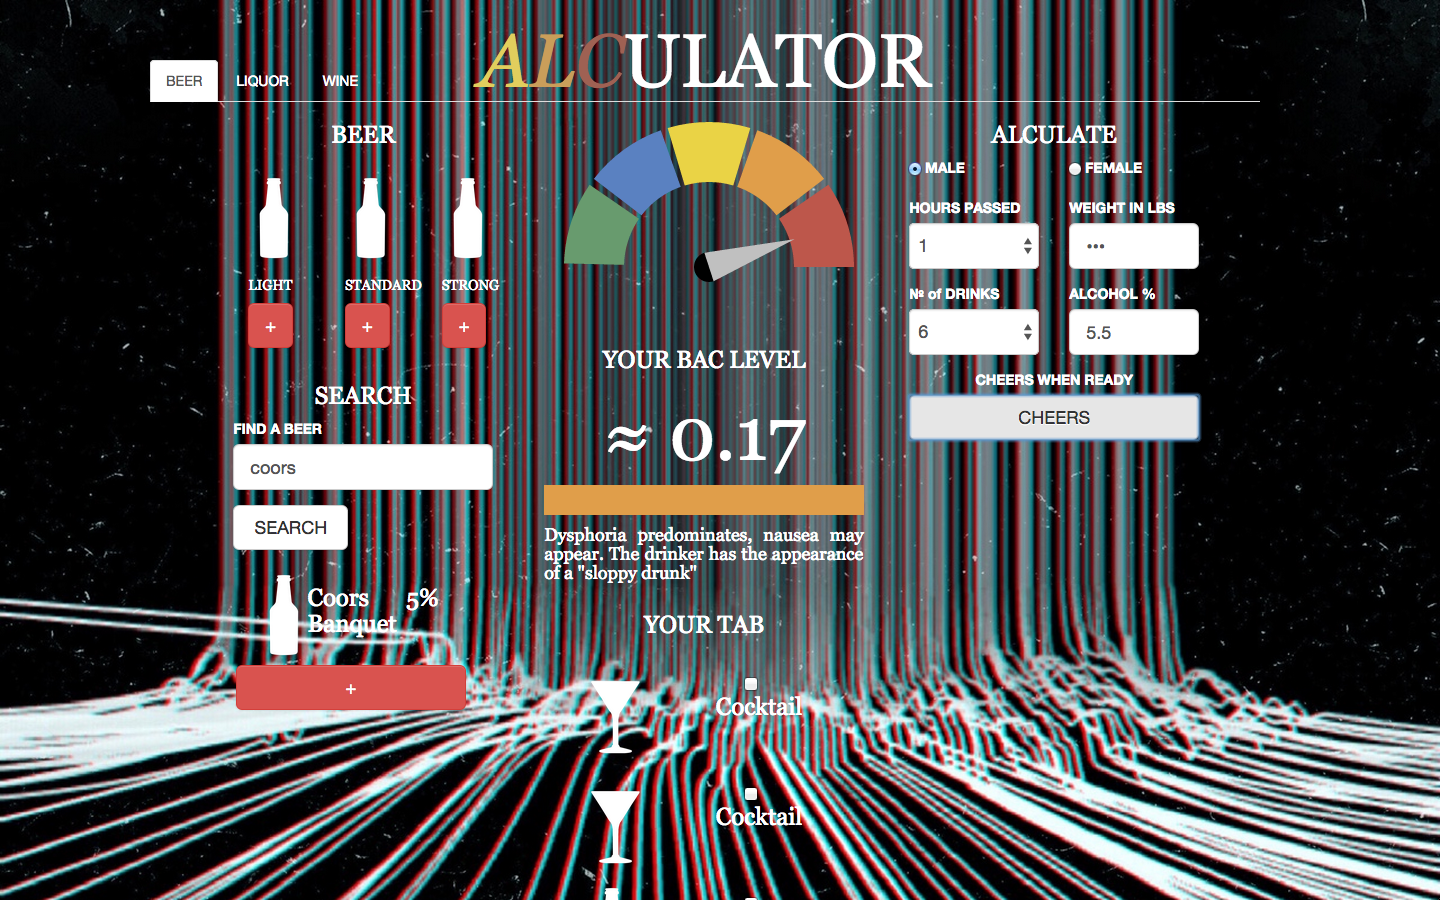 ALCULATOR
BEER
LIQUOR
WINE
BEER
LIGHT
STANDARD
STRONG
+
+
+
SEARCH
FIND A BEER
coors
SEARCH
Coors 5%
Banquet
+
YOUR BAC LEVEL
≈ 0.17
Dysphoria predominates, nausea may
appear. The drinker has the appearance
of a "sloppy drunk"
YOUR TAB
Cocktail
Cocktail
ALCULATE
MALE
FEMALE
HOURS PASSED
WEIGHT IN LBS
1
•••
№ of DRINKS
ALCOHOL %
6
5.5
CHEERS WHEN READY
CHEERS